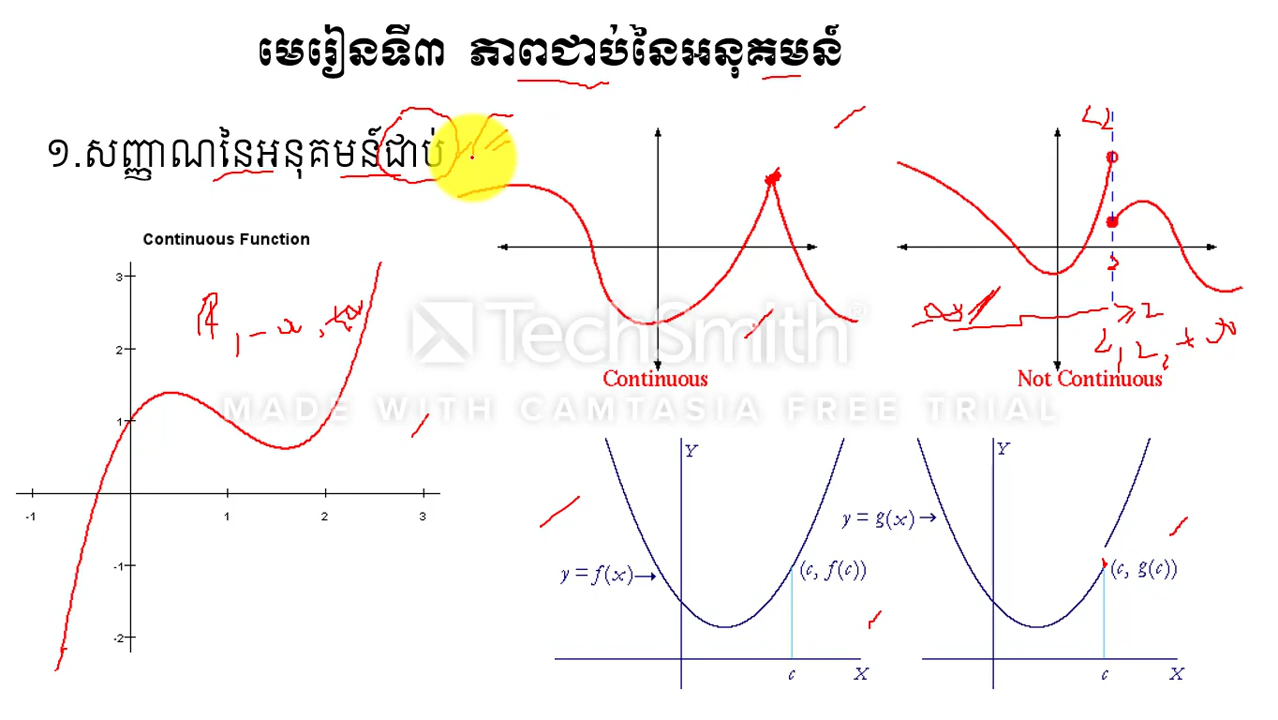 មេរៀនទី៣ ភាពជាប់នៃអនុគមន៍
១.សញ្ញាណនៃអនុគមន៍ជាប់
Continuous Function
3
2
1
-1
-2
-1 1 2 3
Continuous
Not Continuous
TechSmith®
MADE WITH CAMTASIA FREE TRIAL
Y
y = f(x)
(c, f(c))
c X
Y
y = g(x)
(c, g(c))
c X